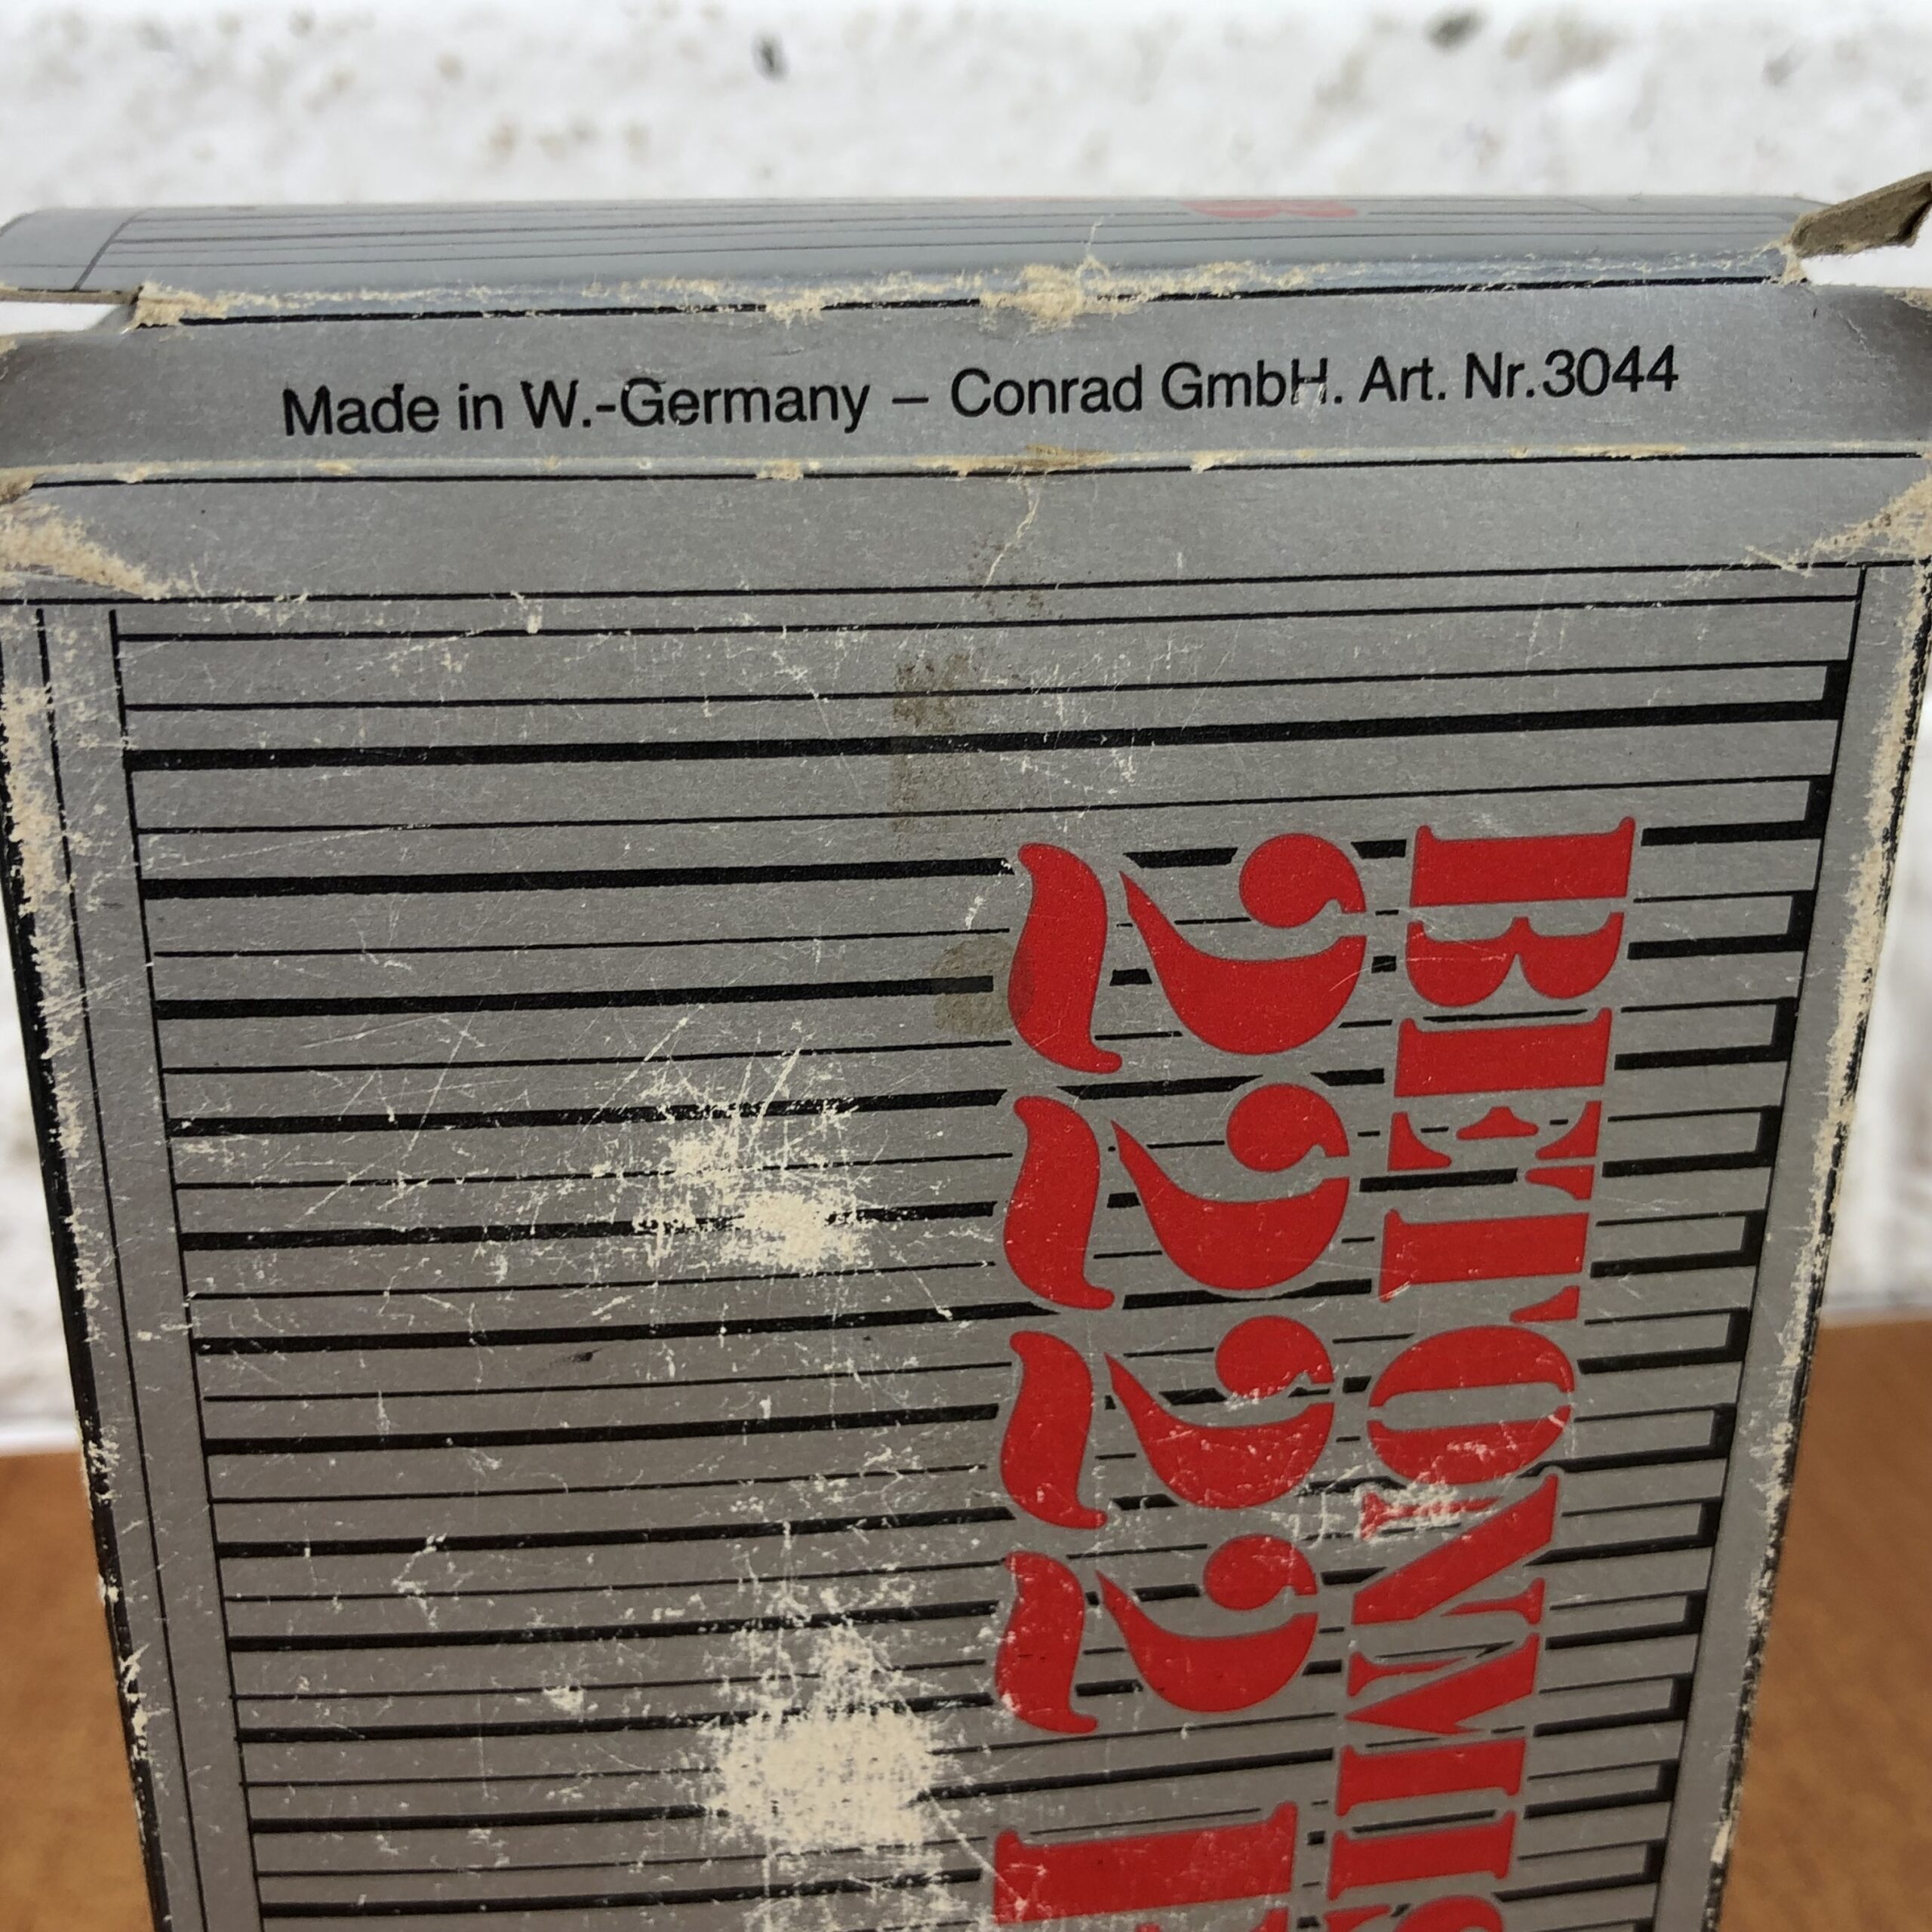 Made in W.-Germany – Conrad GmbH. Art. Nr.3044
BETONMIS
2222